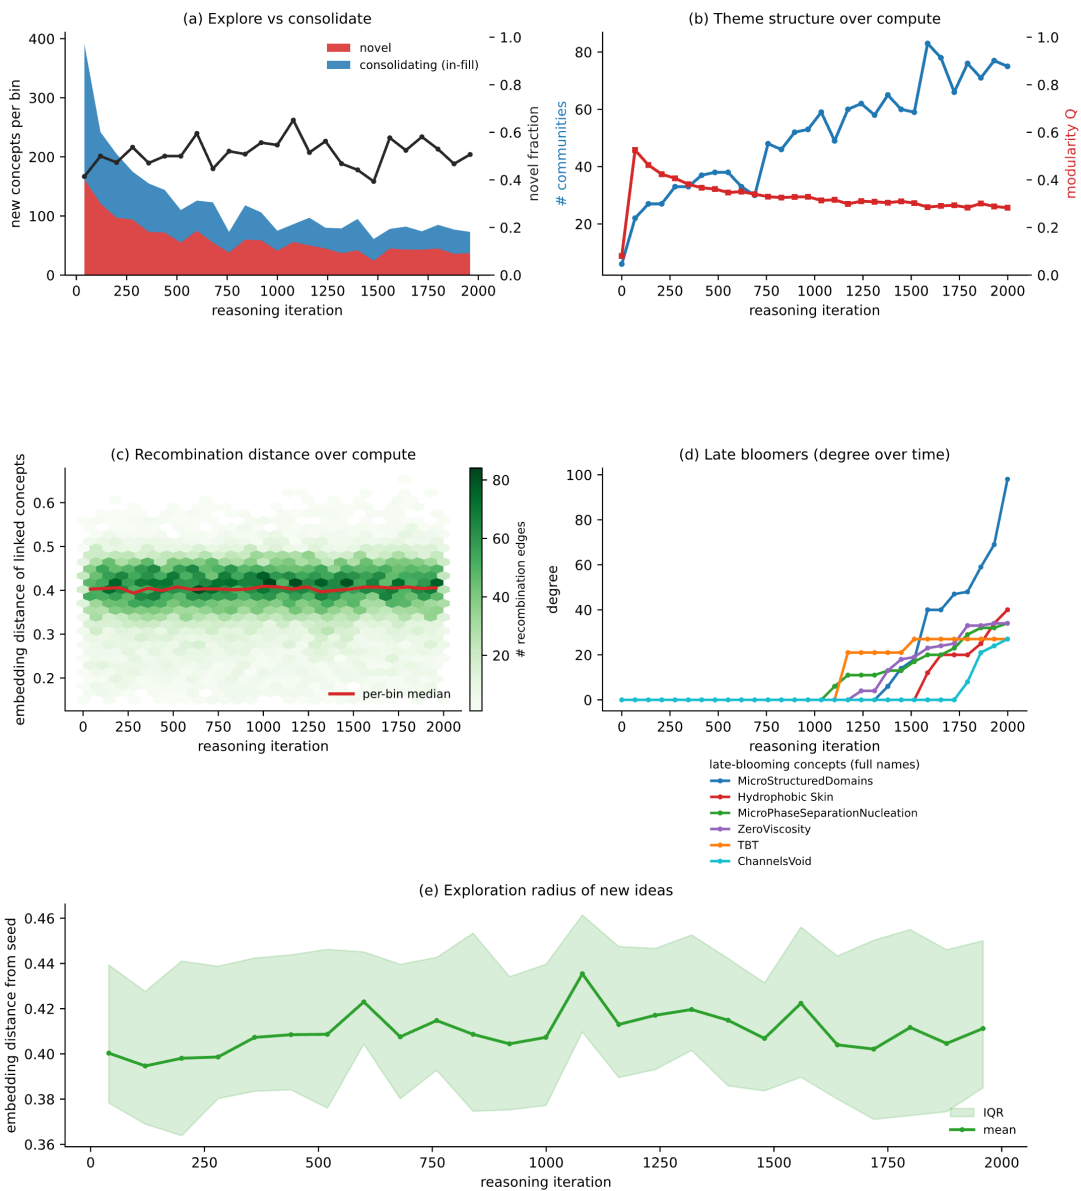 (a) Explore vs consolidate
new concepts per bin
400
300
200
100
0
novel
consolidating (in-fill)
1.0
0.8
0.6
0.4
0.2
0.0
novel fraction
0 250 500 750 1000 1250 1500 1750 2000
reasoning iteration
(b) Theme structure over compute
# communities
80
60
40
20
1.0
0.8
0.6
0.4
0.2
0.0
modularity Q
0 250 500 750 1000 1250 1500 1750 2000
reasoning iteration
(c) Recombination distance over compute
embedding distance of linked concepts
0.6
0.5
0.4
0.3
0.2
per-bin median
80
60
40
20
# recombination edges
0 250 500 750 1000 1250 1500 1750 2000
reasoning iteration
(d) Late bloomers (degree over time)
degree
100
80
60
40
20
0
0 250 500 750 1000 1250 1500 1750 2000
reasoning iteration
late-blooming concepts (full names)
MicroStructuredDomains
Hydrophobic Skin
MicroPhaseSeparationNucleation
ZeroViscosity
TBT
ChannelsVoid
(e) Exploration radius of new ideas
embedding distance from seed
0.46
0.44
0.42
0.40
0.38
0.36
IQR
mean
0 250 500 750 1000 1250 1500 1750 2000
reasoning iteration